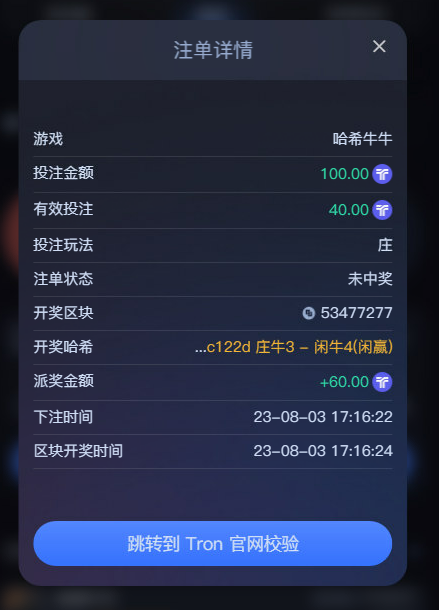 注单详情
游戏 哈希牛牛
投注金额 100.00
有效投注 40.00
投注玩法 庄
注单状态 未中奖
开奖区块 53477277
开奖哈希 ...c122d 庄牛3 - 闲牛4(闲赢)
派奖金额 +60.00
下注时间 23-08-03 17:16:22
区块开奖时间 23-08-03 17:16:24
跳转到 Tron 官网校验